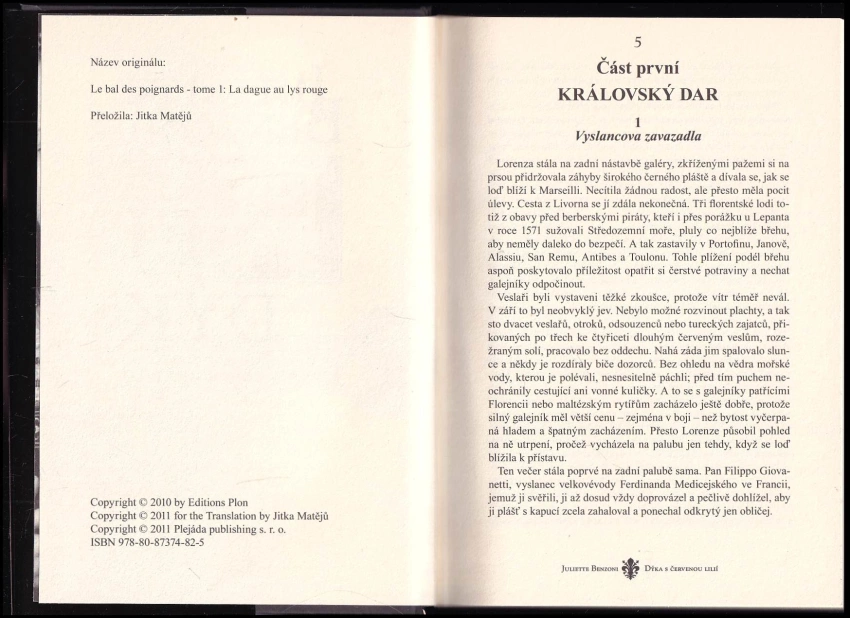 Název originálu:
Le bal des poignards - tome 1: La dague au lys rouge
Přeložila: Jitka Matějů
Copyright © 2010 by Editions Plon
Copyright © 2011 for the Translation by Jitka Matějů
Copyright © 2011 Plejáda publishing s. r. o.
ISBN 978-80-87374-82-5
5
Část první
KRÁLOVSKÝ DAR
1
Vyslancova zavazadla
Lorenza stála na zadní nástavbě galéry, zkříženými pažemi si na
prsou přidržovala záhyby širokého černého pláště a dívala se, jak se
loď blíží k Marseilli. Necítila žádnou radost, ale přesto měla pocit
úlevy. Cesta z Livorna se jí zdála nekonečná. Tři florentské lodi to-
tiž z obavy před berberskými piráty, kteří i přes porážku u Lepanta
v roce 1571 sužovali Středozemní moře, pluly co nejblíže břehu,
aby neměly daleko do bezpečí. A tak zastavily v Portofinu, Janově,
Alassiu, San Remu, Antibes a Toulonu. Tohle plížení podél břehu
aspoň poskytovalo příležitost opatřit si čerstvé potraviny a nechat
galejníky odpočinout.
Veslaři byli vystaveni těžké zkoušce, protože vítr téměř nevál.
V září to byl neobvyklý jev. Nebylo možné rozvinout plachty, a tak
sto dvacet veslařů, otroků, odsouzenců nebo tureckých zajatců, při-
kovaných po třech ke čtyřiceti dlouhým červeným veslům, roze-
žraným solí, pracovalo bez oddechu. Nahá záda jim spalovalo slun-
ce a někdy je rozdíraly biče dozorců. Bez ohledu na vědra mořské
vody, kterou je polévali, nesnesitelně páchli; před tím puchem ne-
ochránily cestující ani vonné kuličky. A to se s galejníky patřícími
Florencii nebo maltézským rytířům zacházelo ještě dobře, protože
silný galejník měl větší cenu – zejména v boji – než bytost vyčerpa-
ná hladem a špatným zacházením. Přesto Lorenze působil pohled
na ně utrpení, pročež vycházela na palubu jen tehdy, když se loď
blížila k přístavu.
Ten večer stála poprvé na zadní palubě sama. Pan Filippo Giova-
netti, vyslanec velkovévody Ferdinanda Medicejského ve Francii,
jemuž ji svěřili, ji až dosud vždy doprovázel a pečlivě dohlížel, aby
ji plášť s kapucí zcela zahaloval a ponechal odkrytý jen obličej.
Juliette Benzoni Dýka s červenou lilií